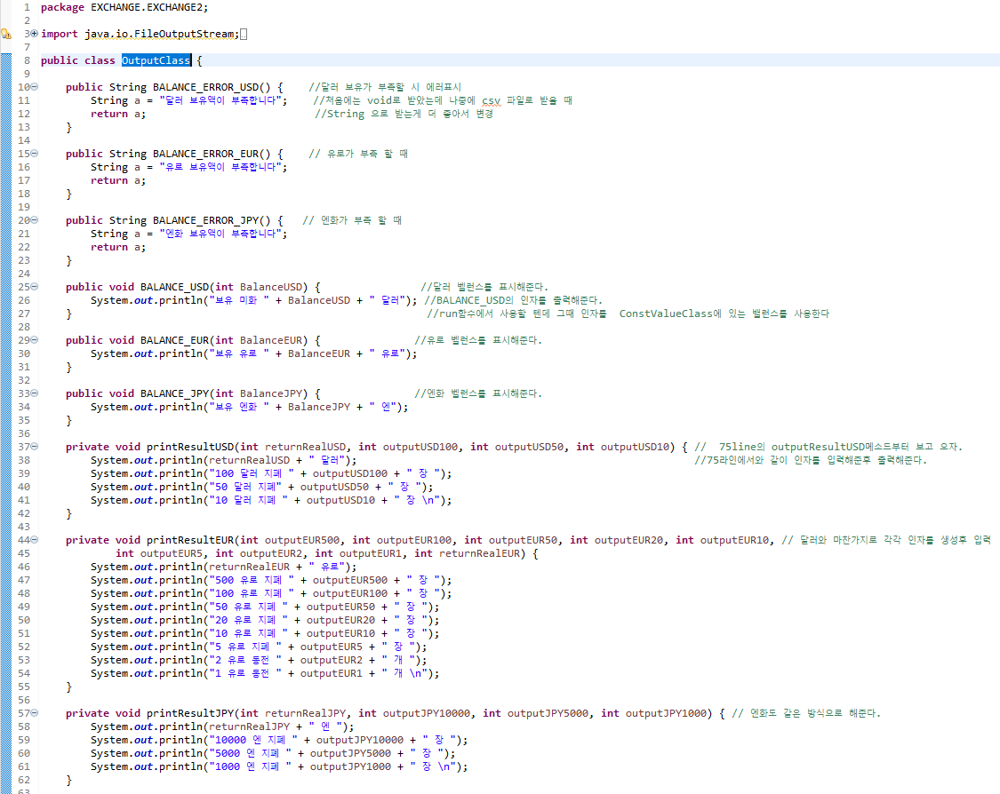 1 package EXCHANGE.EXCHANGE2;
2
3 import java.io.FileOutputStream;
7
8 public class OutputClass {
9
10     public String BALANCE_ERROR_USD() {    //달러 보유가 부족할 시 에러표시
11         String a = "달러 보유액이 부족합니다";    //처음에는 void로 받았는데 나중에 csv 파일로 받을 때
12         return a;                           //String 으로 받는게 더 좋아서 변경
13     }
14
15     public String BALANCE_ERROR_EUR() {    // 유로가 부족 할 때
16         String a = "유로 보유액이 부족합니다";
17         return a;
18     }
19
20     public String BALANCE_ERROR_JPY() {   // 엔화가 부족 할 때
21         String a = "엔화 보유액이 부족합니다";
22         return a;
23     }
24
25     public void BALANCE_USD(int BalanceUSD) {                //달러 벨런스를 표시해준다.
26         System.out.println("보유 미화 " + BalanceUSD + " 달러"); //BALANCE_USD의 인자를 출력해준다.
27     }                                                         //run함수에서 사용할 텐데 그때 인자를  ConstValueClass에 있는 밸런스를 사용한다
28
29     public void BALANCE_EUR(int BalanceEUR) {               //유로 벨런스를 표시해준다.
30         System.out.println("보유 유로 " + BalanceEUR + " 유로");
31     }
32
33     public void BALANCE_JPY(int BalanceJPY) {               //엔화 벨런스를 표시해준다.
34         System.out.println("보유 엔화 " + BalanceJPY + " 엔");
35     }
36
37     private void printResultUSD(int returnRealUSD, int outputUSD100, int outputUSD50, int outputUSD10) { //  75line의 outputResultUSD메소드부터 보고 오자.
38         System.out.println(returnRealUSD + " 달러");                                                      //75라인에서와 같이 인자를 입력해준후 출력해준다.
39         System.out.println("100 달러 지폐 " + outputUSD100 + " 장 ");
40         System.out.println("50 달러 지폐" + outputUSD50 + " 장 ");
41         System.out.println("10 달러 지폐 " + outputUSD10 + " 장 \n");
42     }
43
44     private void printResultEUR(int outputEUR500, int outputEUR100, int outputEUR50, int outputEUR20, int outputEUR10, // 달러와 마찬가지로 각각 인자를 생성후 입력
45             int outputEUR5, int outputEUR2, int outputEUR1, int returnRealEUR) {
46         System.out.println(returnRealEUR + " 유로");
47         System.out.println("500 유로 지폐 " + outputEUR500 + " 장 ");
48         System.out.println("100 유로 지폐 " + outputEUR100 + " 장 ");
49         System.out.println("50 유로 지폐 " + outputEUR50 + " 장 ");
50         System.out.println("20 유로 지폐 " + outputEUR20 + " 장 ");
51         System.out.println("10 유로 지폐 " + outputEUR10 + " 장 ");
52         System.out.println("5 유로 지폐 " + outputEUR5 + " 장 ");
53         System.out.println("2 유로 동전 " + outputEUR2 + " 개 ");
54         System.out.println("1 유로 동전 " + outputEUR1 + " 개 \n");
55     }
56
57     private void printResultJPY(int returnRealJPY, int outputJPY10000, int outputJPY5000, int outputJPY1000) { // 엔화도 같은 방식으로 해준다.
58         System.out.println(returnRealJPY + " 엔 ");
59         System.out.println("10000 엔 지폐 " + outputJPY10000 + " 장 ");
60         System.out.println("5000 엔 지폐 " + outputJPY5000 + " 장 ");
61         System.out.println("1000 엔 지폐 " + outputJPY1000 + " 장 \n");
62     }
63